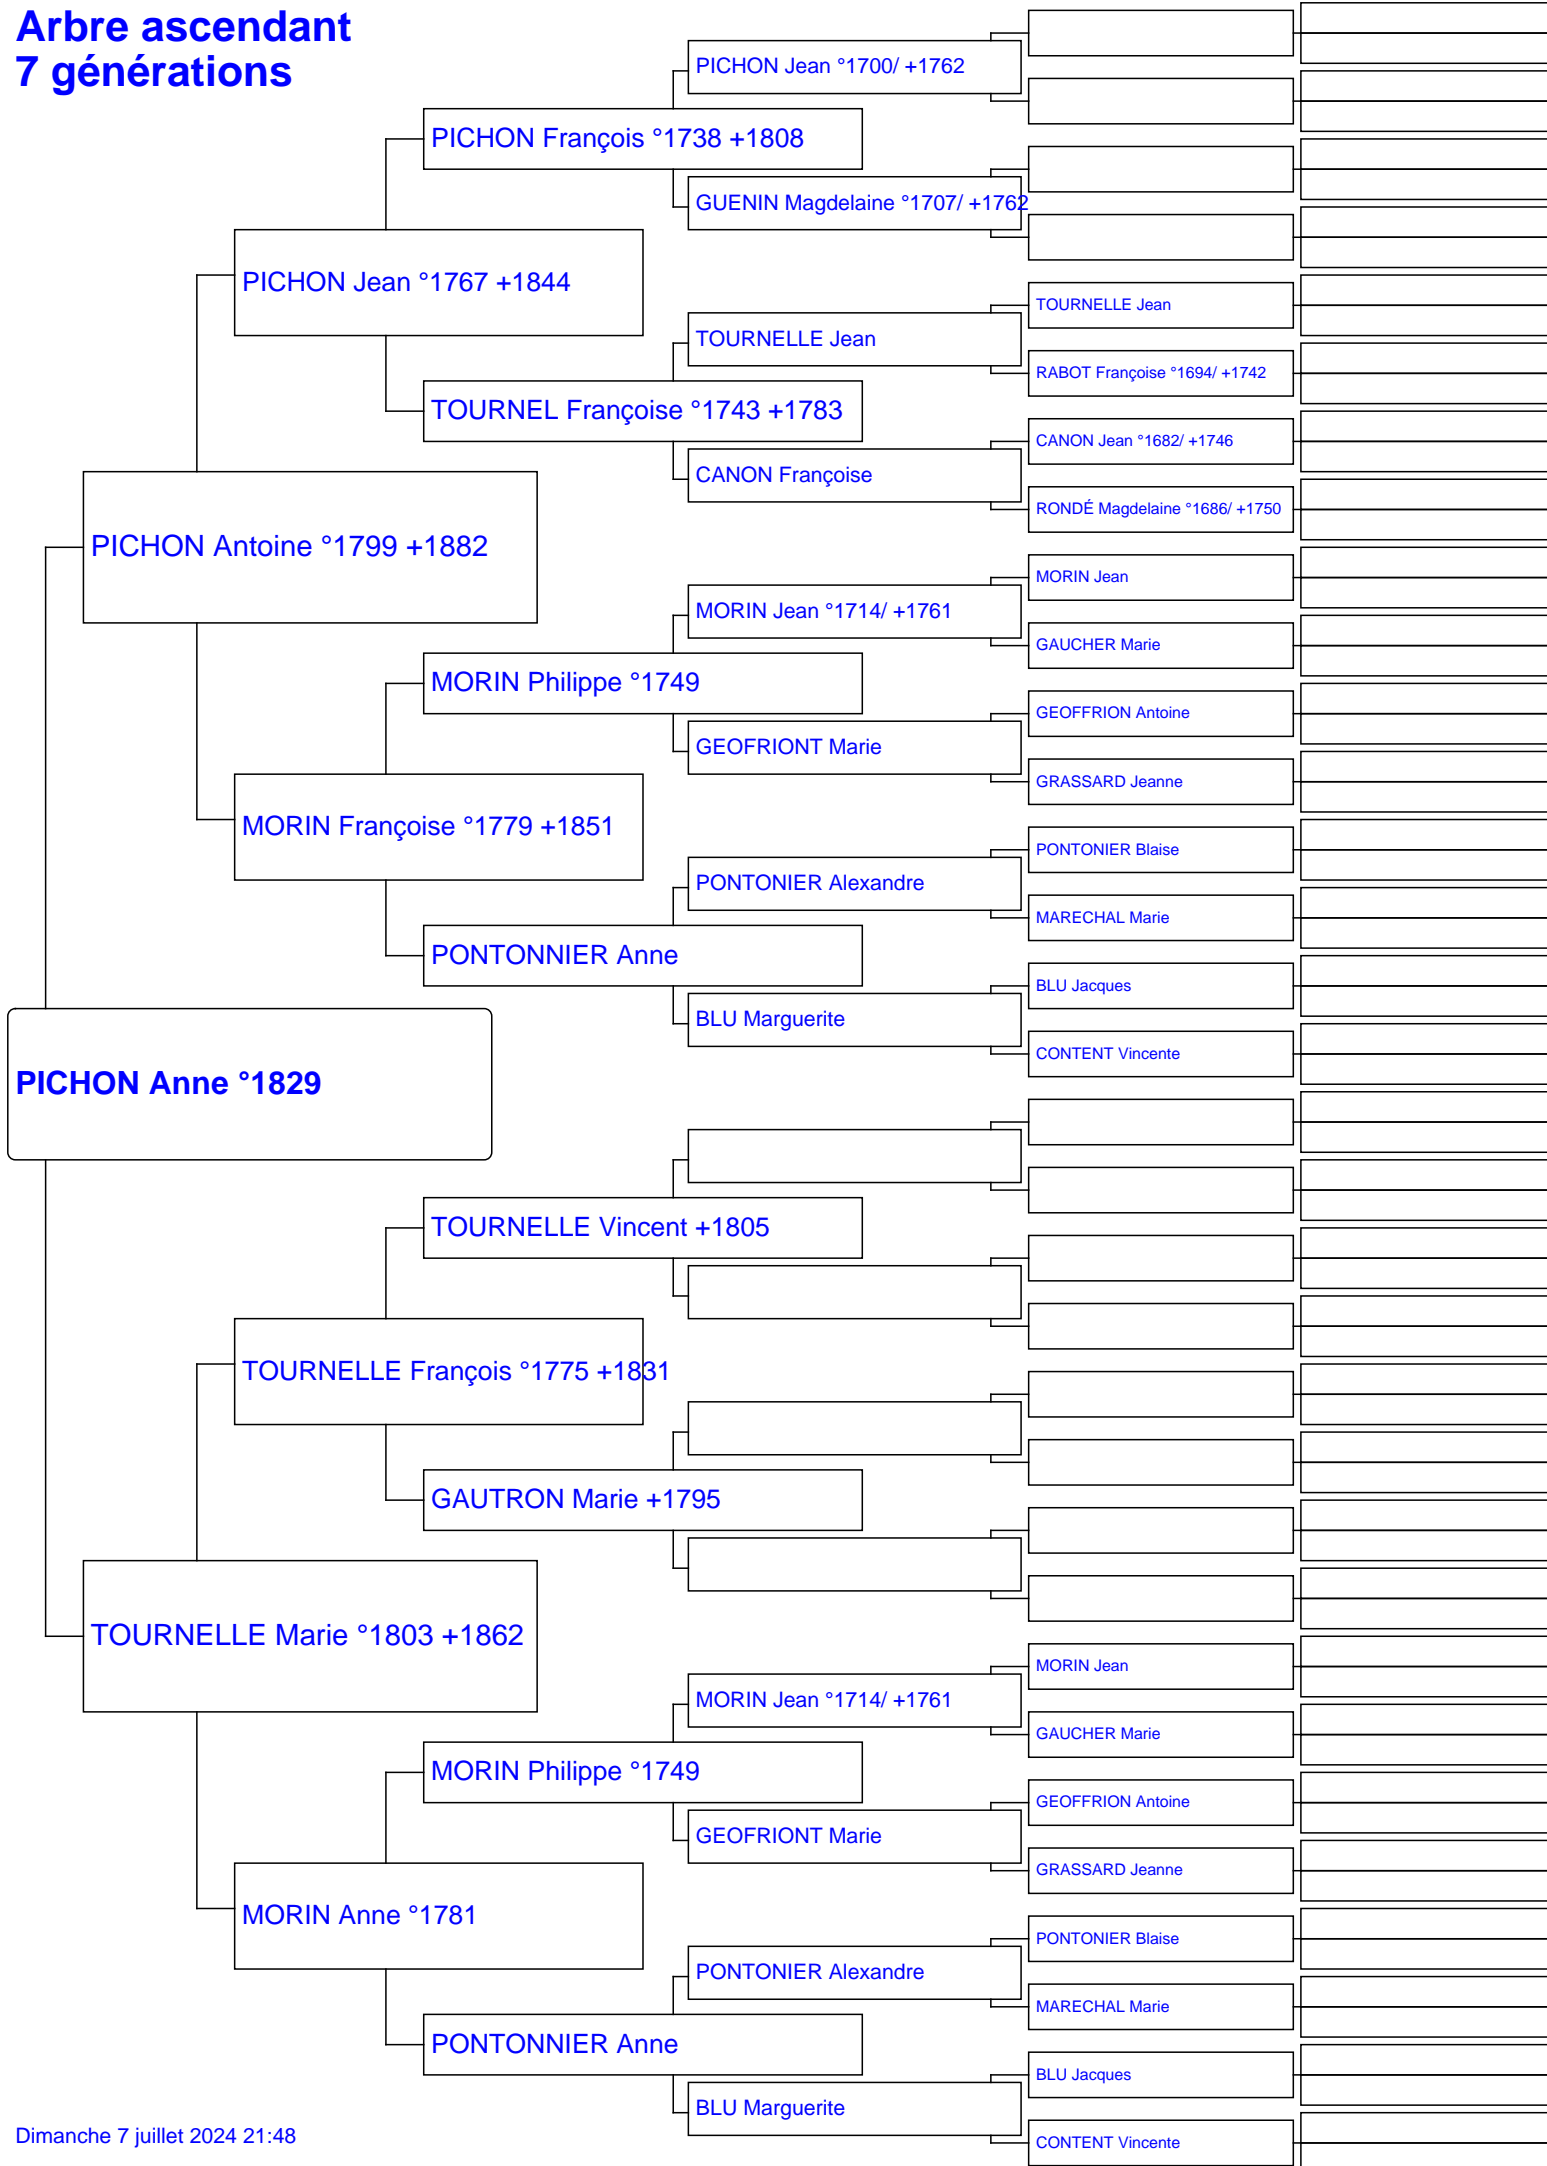 Arbre ascendant
7 générations
PICHON Jean °1700/ +1762
PICHON François °1738 +1808
GUENIN Magdelaine °1707/ +1762
PICHON Jean °1767 +1844
TOURNELLE Jean
TOURNELLE Jean
RABOT Françoise °1694/ +1742
TOURNEL Françoise °1743 +1783
CANON Jean °1682/ +1746
CANON Françoise
RONDÉ Magdelaine °1686/ +1750
PICHON Antoine °1799 +1882
MORIN Jean
MORIN Jean °1714/ +1761
GAUCHER Marie
MORIN Philippe °1749
GEOFFRION Antoine
GEOFRIONT Marie
GRASSARD Jeanne
MORIN Françoise °1779 +1851
PONTONIER Blaise
PONTONIER Alexandre
MARECHAL Marie
PONTONNIER Anne
BLU Jacques
BLU Marguerite
CONTENT Vincente
PICHON Anne °1829
TOURNELLE Vincent +1805
TOURNELLE François °1775 +1831
GAUTRON Marie +1795
TOURNELLE Marie °1803 +1862
MORIN Jean
MORIN Jean °1714/ +1761
GAUCHER Marie
MORIN Philippe °1749
GEOFFRION Antoine
GEOFRIONT Marie
GRASSARD Jeanne
MORIN Anne °1781
PONTONIER Blaise
PONTONIER Alexandre
MARECHAL Marie
PONTONNIER Anne
BLU Jacques
BLU Marguerite
CONTENT Vincente
Dimanche 7 juillet 2024 21:48